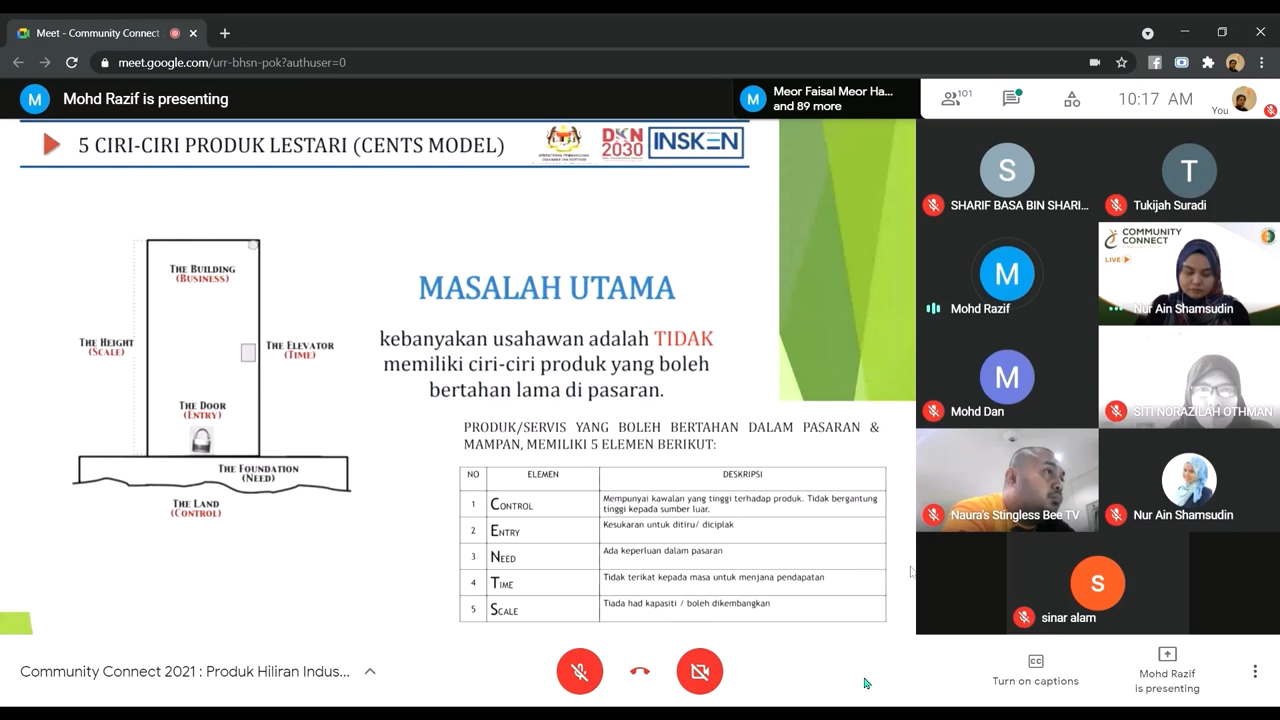 Meet - Community Connect
meet.google.com/urr-bhsn-pok?authuser=0
M
Mohd Razif is presenting
M
Meor Faisal Meor Ha...
and 89 more
101
10:17 AM
You
5 CIRI-CIRI PRODUK LESTARI (CENTS MODEL)
DKN
2030
INSKEN
THE BUILDING
(BUSINESS)
THE HEIGHT
(SCALE)
THE ELEVATOR
(TIME)
THE DOOR
(ENTRY)
THE FOUNDATION
(NEED)
THE LAND
(CONTROL)
MASALAH UTAMA
kebanyakan usahawan adalah TIDAK
memiliki ciri-ciri produk yang boleh
bertahan lama di pasaran.
PRODUK/SERVIS YANG BOLEH BERTAHAN DALAM PASARAN &
MAMPAN, MEMILIKI 5 ELEMEN BERIKUT:
NO ELEMEN DESKRIPSI
1 CONTROL Mempunyai kawalan yang tinggi terhadap produk. Tidak bergantung
tinggi kepada sumber luar.
2 ENTRY Kesukaran untuk ditiru/ diciplak
3 NEED Ada keperluan dalam pasaran
4 TIME Tidak terikat kepada masa untuk menjana pendapatan
5 SCALE Tiada had kapasiti / boleh dikembangkan
S
SHARIF BASA BIN SHARI...
T
Tukijah Suradi
M
Mohd Razif
COMMUNITY
CONNECT
LIVE
Nur Ain Shamsudin
M
Mohd Dan
SITI NORAZILAH OTHMAN
Naura's Stingless Bee TV
Nur Ain Shamsudin
S
sinar alam
Community Connect 2021 : Produk Hiliran Indus...
CC
Turn on captions
Mohd Razif
is presenting